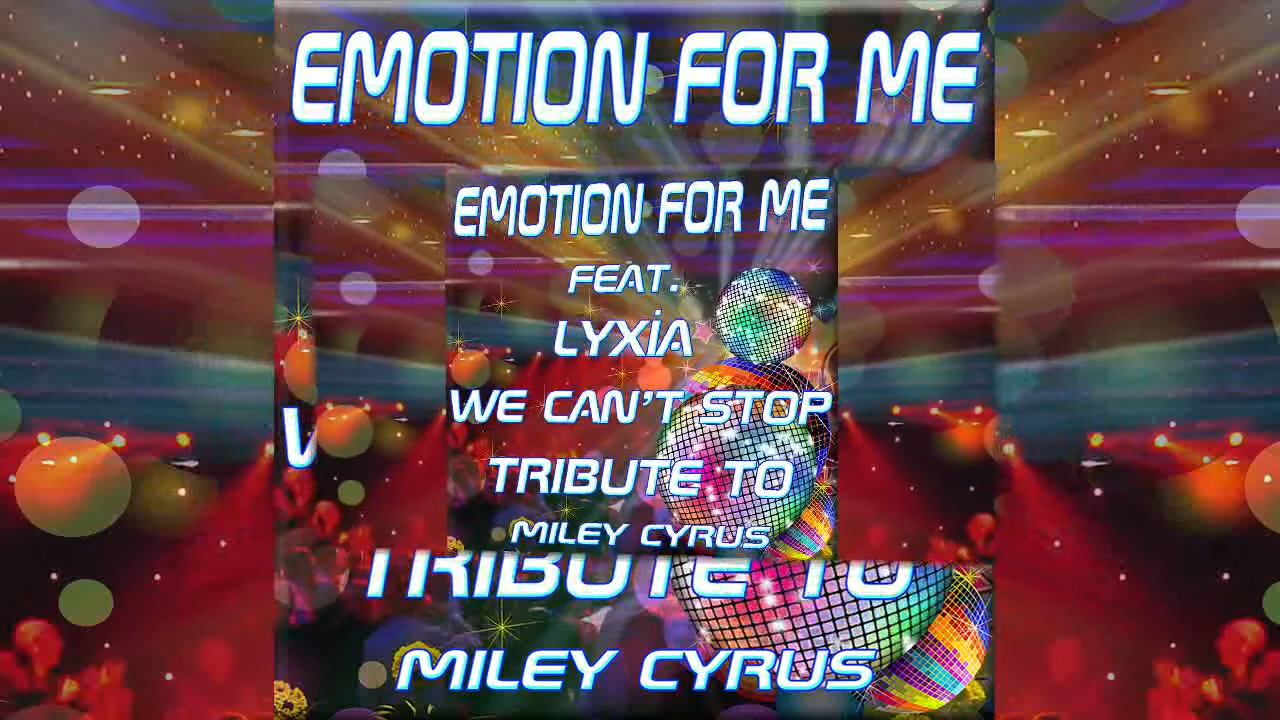 EMOTION FOR ME
EMOTION FOR ME
FEAT.
LYXİA
WE CAN'T STOP
TRIBUTE TO
MILEY CYRUS
TRIBUTE TO
MILEY CYRUS